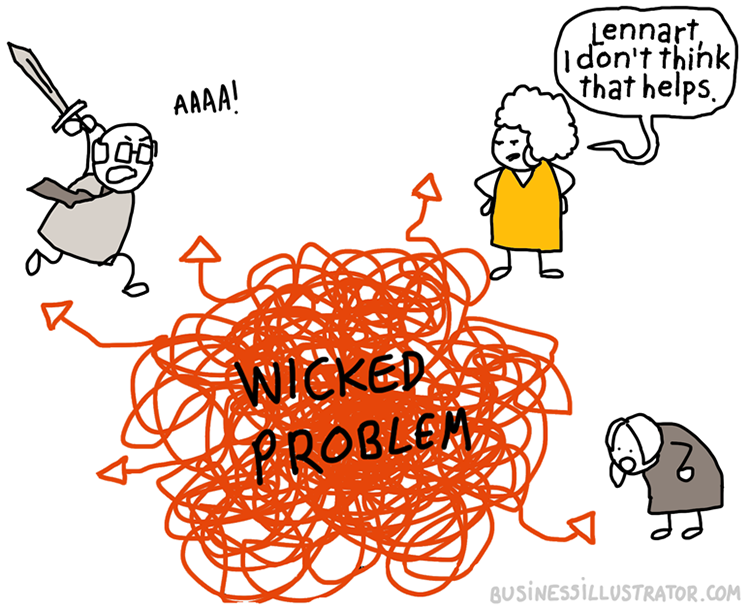 Lennart,
I don't think
that helps.
AAAA!
WICKED
PROBLEM
BUSINESSILLUSTRATOR.COM